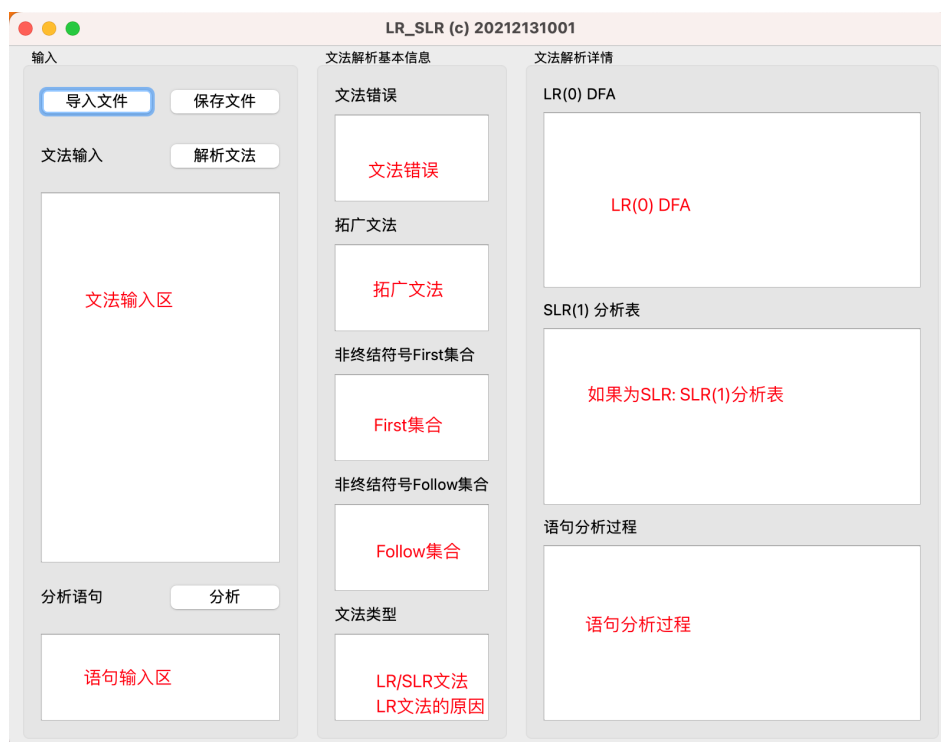 LR_SLR (c) 20212131001
输入
导入文件
保存文件
文法输入
解析文法
文法输入区
分析语句
分析
语句输入区
文法解析基本信息
文法错误
文法错误
拓广文法
拓广文法
非终结符号First集合
First集合
非终结符号Follow集合
Follow集合
文法类型
LR/SLR文法
LR文法的原因
文法解析详情
LR(0) DFA
LR(0) DFA
SLR(1) 分析表
如果为SLR: SLR(1)分析表
语句分析过程
语句分析过程